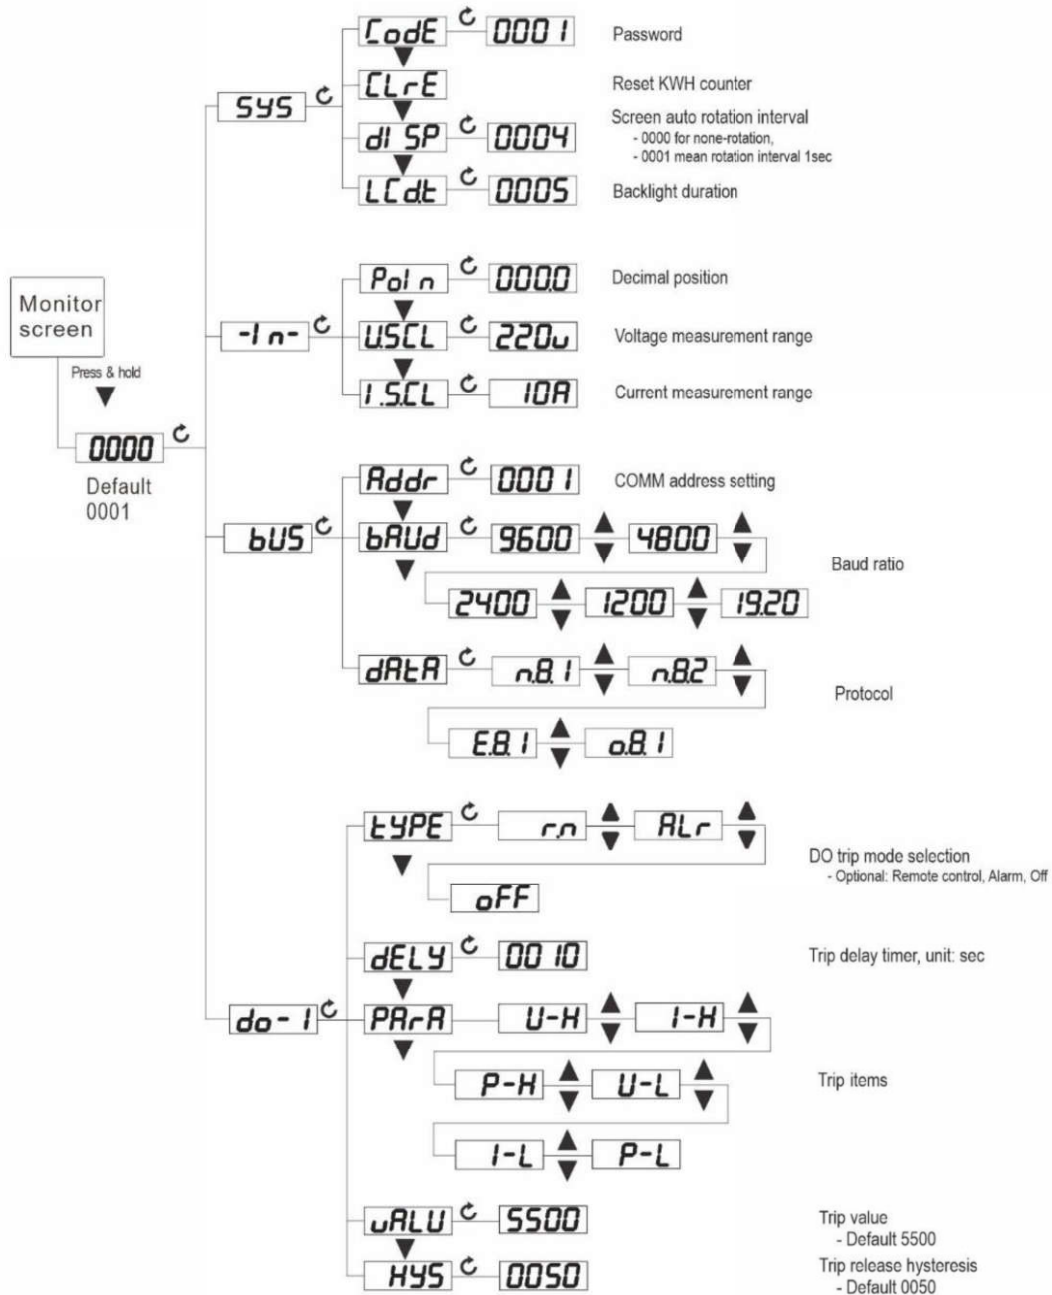 CodE 0001 Password
CLrE Reset KWH counter
SYS
dISP 0004 Screen auto rotation interval
- 0000 for none-rotation,
- 0001 mean rotation interval 1sec
LCd.t 0005 Backlight duration
PoIn 000.0 Decimal position
Monitor
screen
-In- U.SCL 220u Voltage measurement range
Press & hold
I.S.CL 10A Current measurement range
0000
Default
0001
Addr 0001 COMM address setting
bUS bAUd 9600 4800
Baud ratio
2400 1200 19.20
dAtA n.8.1 n.8.2
Protocol
E.8.1 o.8.1
tYPE r.n ALr
DO trip mode selection
- Optional: Remote control, Alarm, Off
oFF
dELY 0010 Trip delay timer, unit: sec
do-1 PArA U-H I-H
P-H U-L Trip items
I-L P-L
vALU 5500 Trip value
- Default 5500
HYS 0050 Trip release hysteresis
- Default 0050